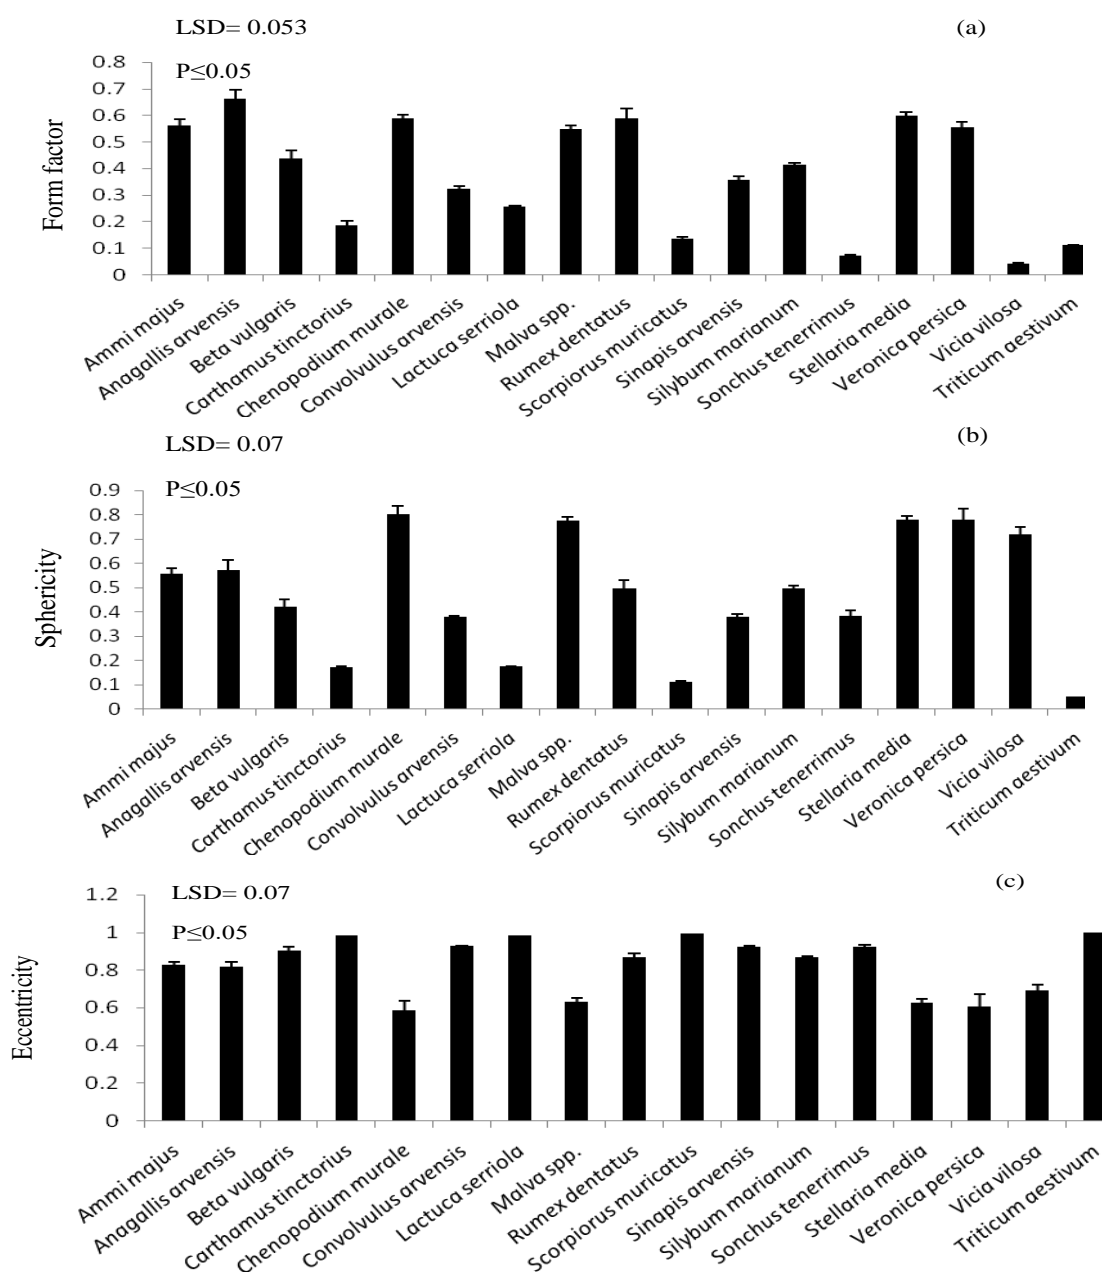 LSD= 0.053
(a)
P≤0.05
Form factor
0.8
0.7
0.6
0.5
0.4
0.3
0.2
0.1
0
Ammi majus
Anagallis arvensis
Beta vulgaris
Carthamus tinctorius
Chenopodium murale
Convolvulus arvensis
Lactuca serriola
Malva spp.
Rumex dentatus
Scorpiorus muricatus
Sinapis arvensis
Silybum marianum
Sonchus tenerrimus
Stellaria media
Veronica persica
Vicia vilosa
Triticum aestivum
LSD= 0.07
(b)
P≤0.05
Sphericity
0.9
0.8
0.7
0.6
0.5
0.4
0.3
0.2
0.1
0
Ammi majus
Anagallis arvensis
Beta vulgaris
Carthamus tinctorius
Chenopodium murale
Convolvulus arvensis
Lactuca serriola
Malva spp.
Rumex dentatus
Scorpiorus muricatus
Sinapis arvensis
Silybum marianum
Sonchus tenerrimus
Stellaria media
Veronica persica
Vicia vilosa
Triticum aestivum
LSD= 0.07
(c)
P≤0.05
Eccentricity
1.2
1
0.8
0.6
0.4
0.2
0
Ammi majus
Anagallis arvensis
Beta vulgaris
Carthamus tinctorius
Chenopodium murale
Convolvulus arvensis
Lactuca serriola
Malva spp.
Rumex dentatus
Scorpiorus muricatus
Sinapis arvensis
Silybum marianum
Sonchus tenerrimus
Stellaria media
Veronica persica
Vicia vilosa
Triticum aestivum